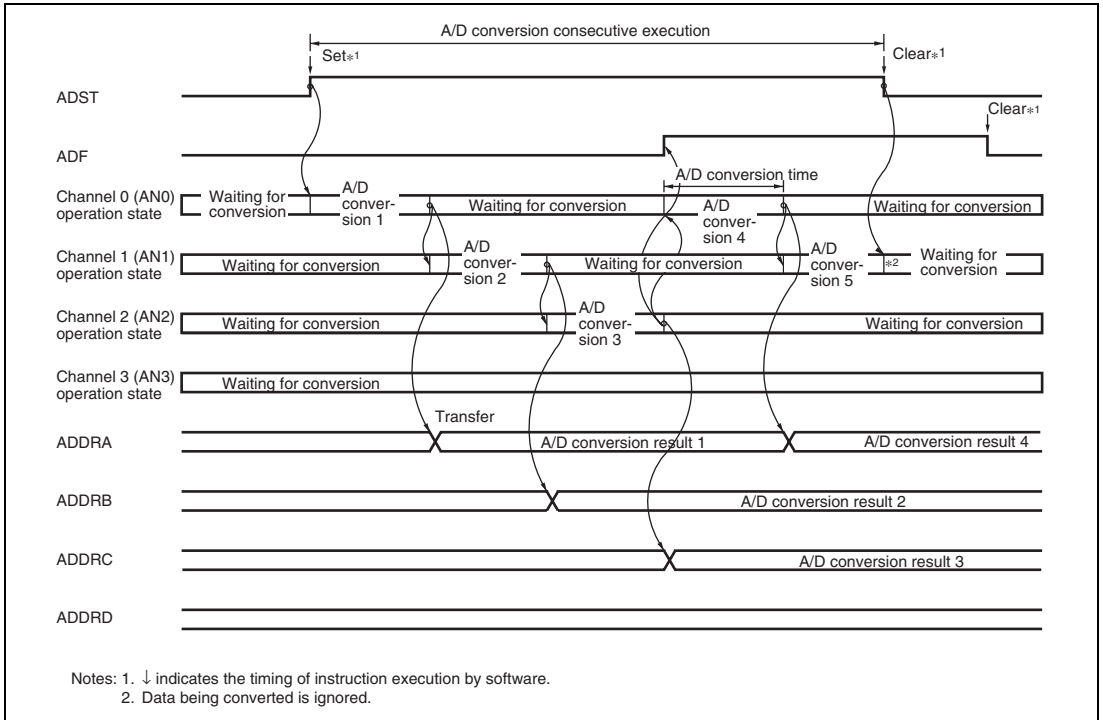 A/D conversion consecutive execution
Set*1
Clear*1
ADST
Clear*1
ADF
A/D conversion time
Channel 0 (AN0)
operation state
Waiting for
conversion
A/D
conver-
sion 1
Waiting for conversion
A/D
conver-
sion 4
Waiting for conversion
Channel 1 (AN1)
operation state
Waiting for conversion
A/D
conver-
sion 2
Waiting for conversion
A/D
conver-
sion 5
*2
Waiting for
conversion
Channel 2 (AN2)
operation state
Waiting for conversion
A/D
conver-
sion 3
Waiting for conversion
Channel 3 (AN3)
operation state
Waiting for conversion
Transfer
ADDRA
A/D conversion result 1
A/D conversion result 4
ADDRB
A/D conversion result 2
ADDRC
A/D conversion result 3
ADDRD
Notes: 1. ↓ indicates the timing of instruction execution by software.
2. Data being converted is ignored.